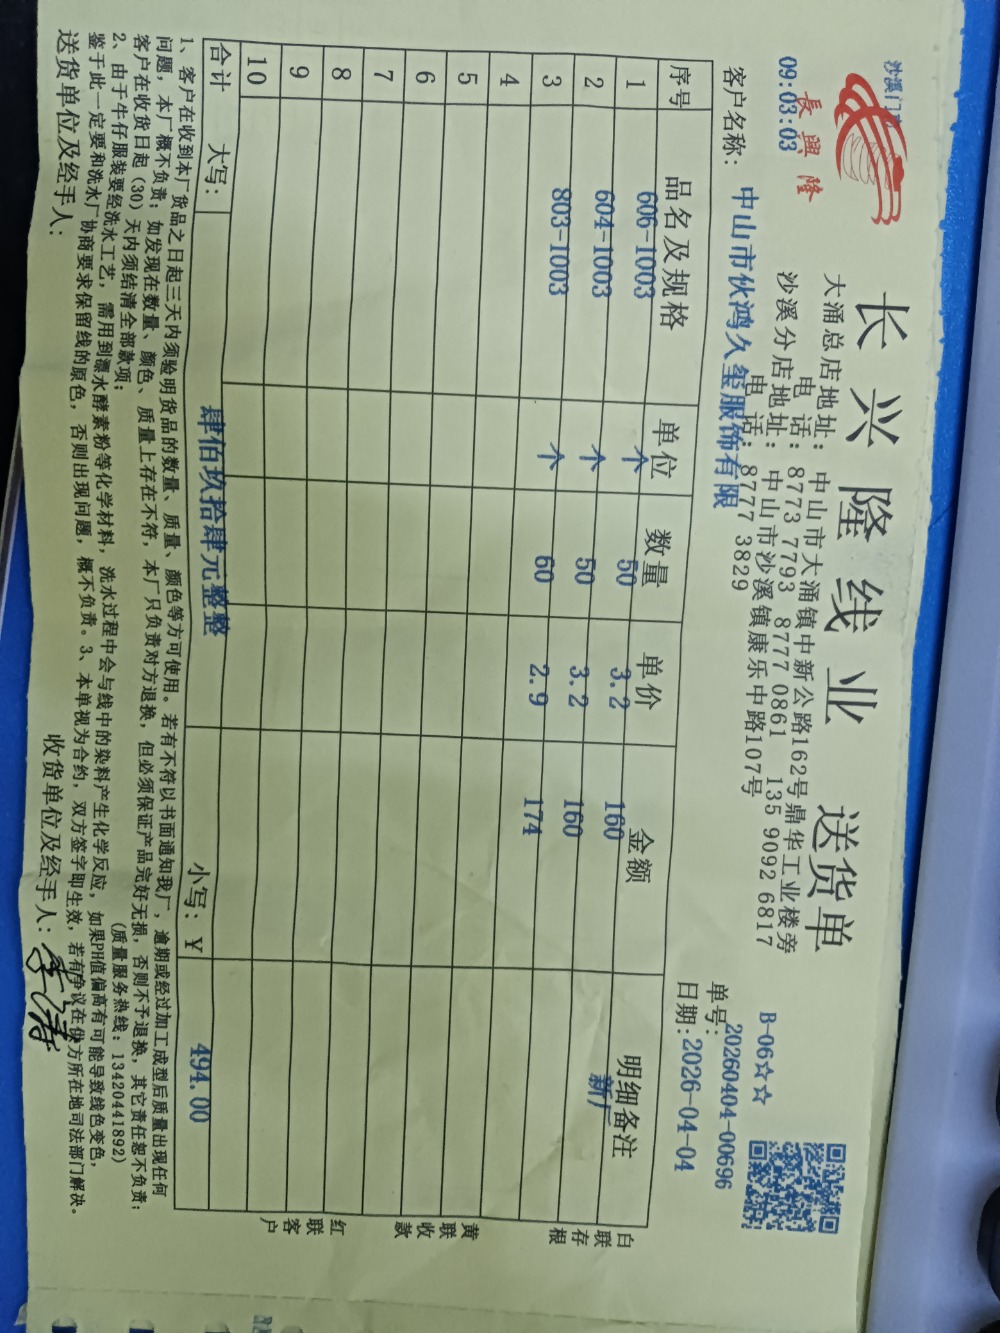 沙溪门
09:03:03
長興隆
长兴隆线业 送货单
大涌总店地址：中山市大涌镇中新公路162号鼎华工业楼旁
电 话：8773 7793 8777 0861 135 9092 6817
沙溪分店地址：中山市沙溪镇康乐中路107号
电 话：8777 3829
B-06☆☆
单号：20260404-00696
客户名称：中山市伙鸿久玺服饰有限
日期：2026-04-04
序号 品名及规格 单位 数量 单价 金额 明细备注
1 606-1003 个 50 3.2 160
新厂
2 604-1003 个 50 3.2 160
3 803-1003 个 60 2.9 174
4
5
6
7
8
9
10
合计 大写：肆佰玖拾肆元整整 小写：¥ 494.00
白联存根
黄联收款
红联客户
1、客户在收到本厂货品之日起三天内须验明货品的数量、质量、颜色等方可使用。若有不符以书面通知我厂，逾期或经过加工成型后质量出现任何
问题，本厂概不负责；如发现在数量、颜色、质量上存在不符，本厂只负责对方退换，但必须保证产品完好无损，否则不予退换，其它责任恕不负责；
客户在收货日起（30）天内须结清全部款项； （质量服务热线：13420441892）
2、由于牛仔服装要经洗水工艺，需用到漂水酵素粉等化学材料，洗水过程中会与线中的染料产生化学反应，如果PH值偏高有可能导致线色变色，
鉴于此一定要和洗水厂协商要求保留线的原色，否则出现问题，概不负责。3、本单视为合约，双方签字即生效，若有争议在供方所在地司法部门解决。
送货单位及经手人： 收货单位及经手人：